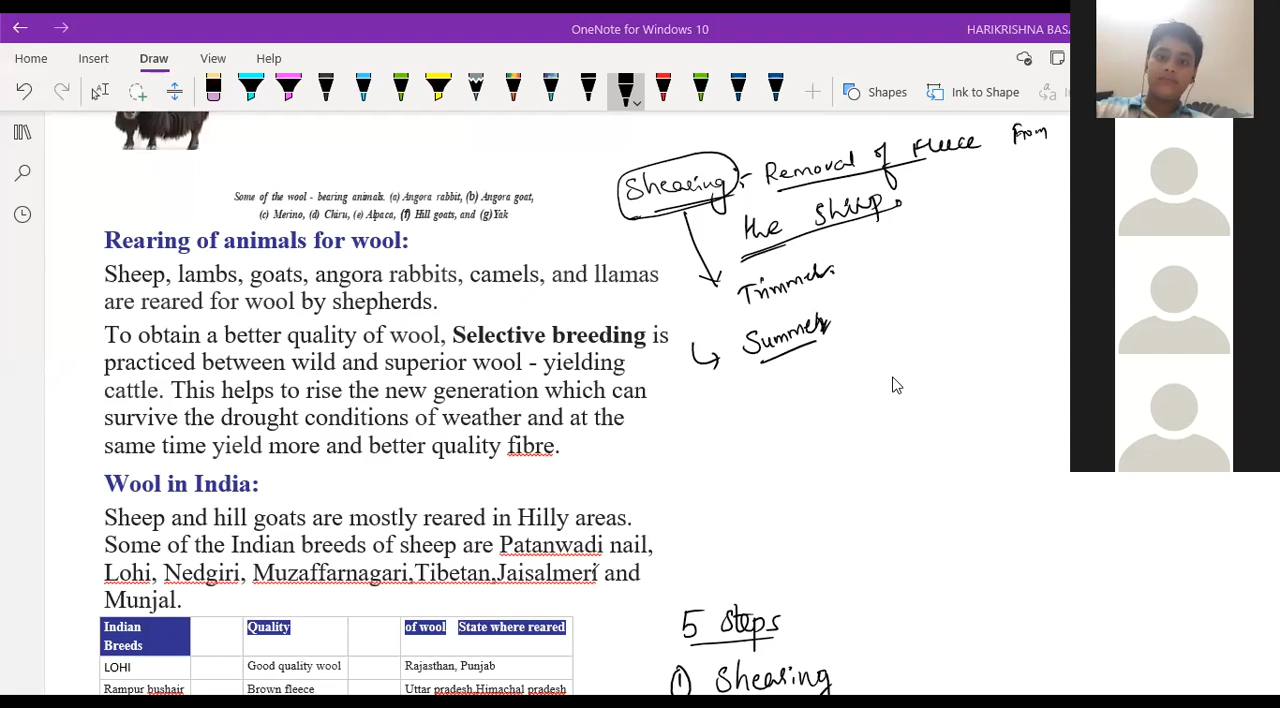 OneNote for Windows 10
HARIKRISHNA BASA
Home
Insert
Draw
View
Help
Shapes
Ink to Shape
Some of the wool - bearing animals. (a) Angora rabbit, (b) Angora goat,
(c) Merino, (d) Chiru, (e) Alpaca, (f) Hill goats, and (g)Yak
Rearing of animals for wool:
Sheep, lambs, goats, angora rabbits, camels, and llamas
are reared for wool by shepherds.
To obtain a better quality of wool, Selective breeding is
practiced between wild and superior wool - yielding
cattle. This helps to rise the new generation which can
survive the drought conditions of weather and at the
same time yield more and better quality fibre.
Wool in India:
Sheep and hill goats are mostly reared in Hilly areas.
Some of the Indian breeds of sheep are Patanwadi nail,
Lohi, Nedgiri, Muzaffarnagari,Tibetan,Jaisalmeri and
Munjal.
Indian Breeds Quality of wool State where reared
LOHI Good quality wool Rajasthan, Punjab
Rampur bushair Brown fleece Uttar pradesh,Himachal pradesh
Shearing :- Removal of fleece from
the sheep.
Trimmer.
Summer
5 Steps
① Shearing